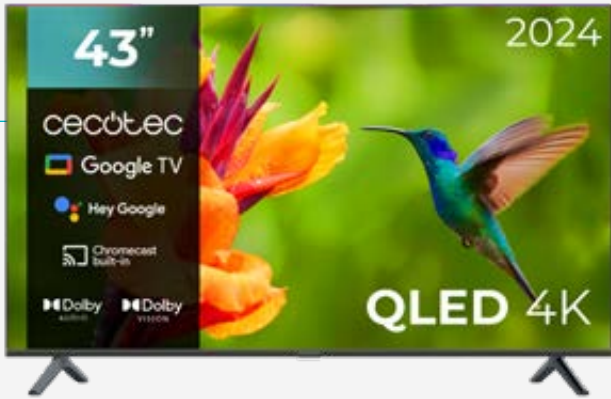 43”
2024
cecotec
Google TV
Hey Google
Chromecast
built-in
Dolby
AUDIO
Dolby
VISION
QLED 4K